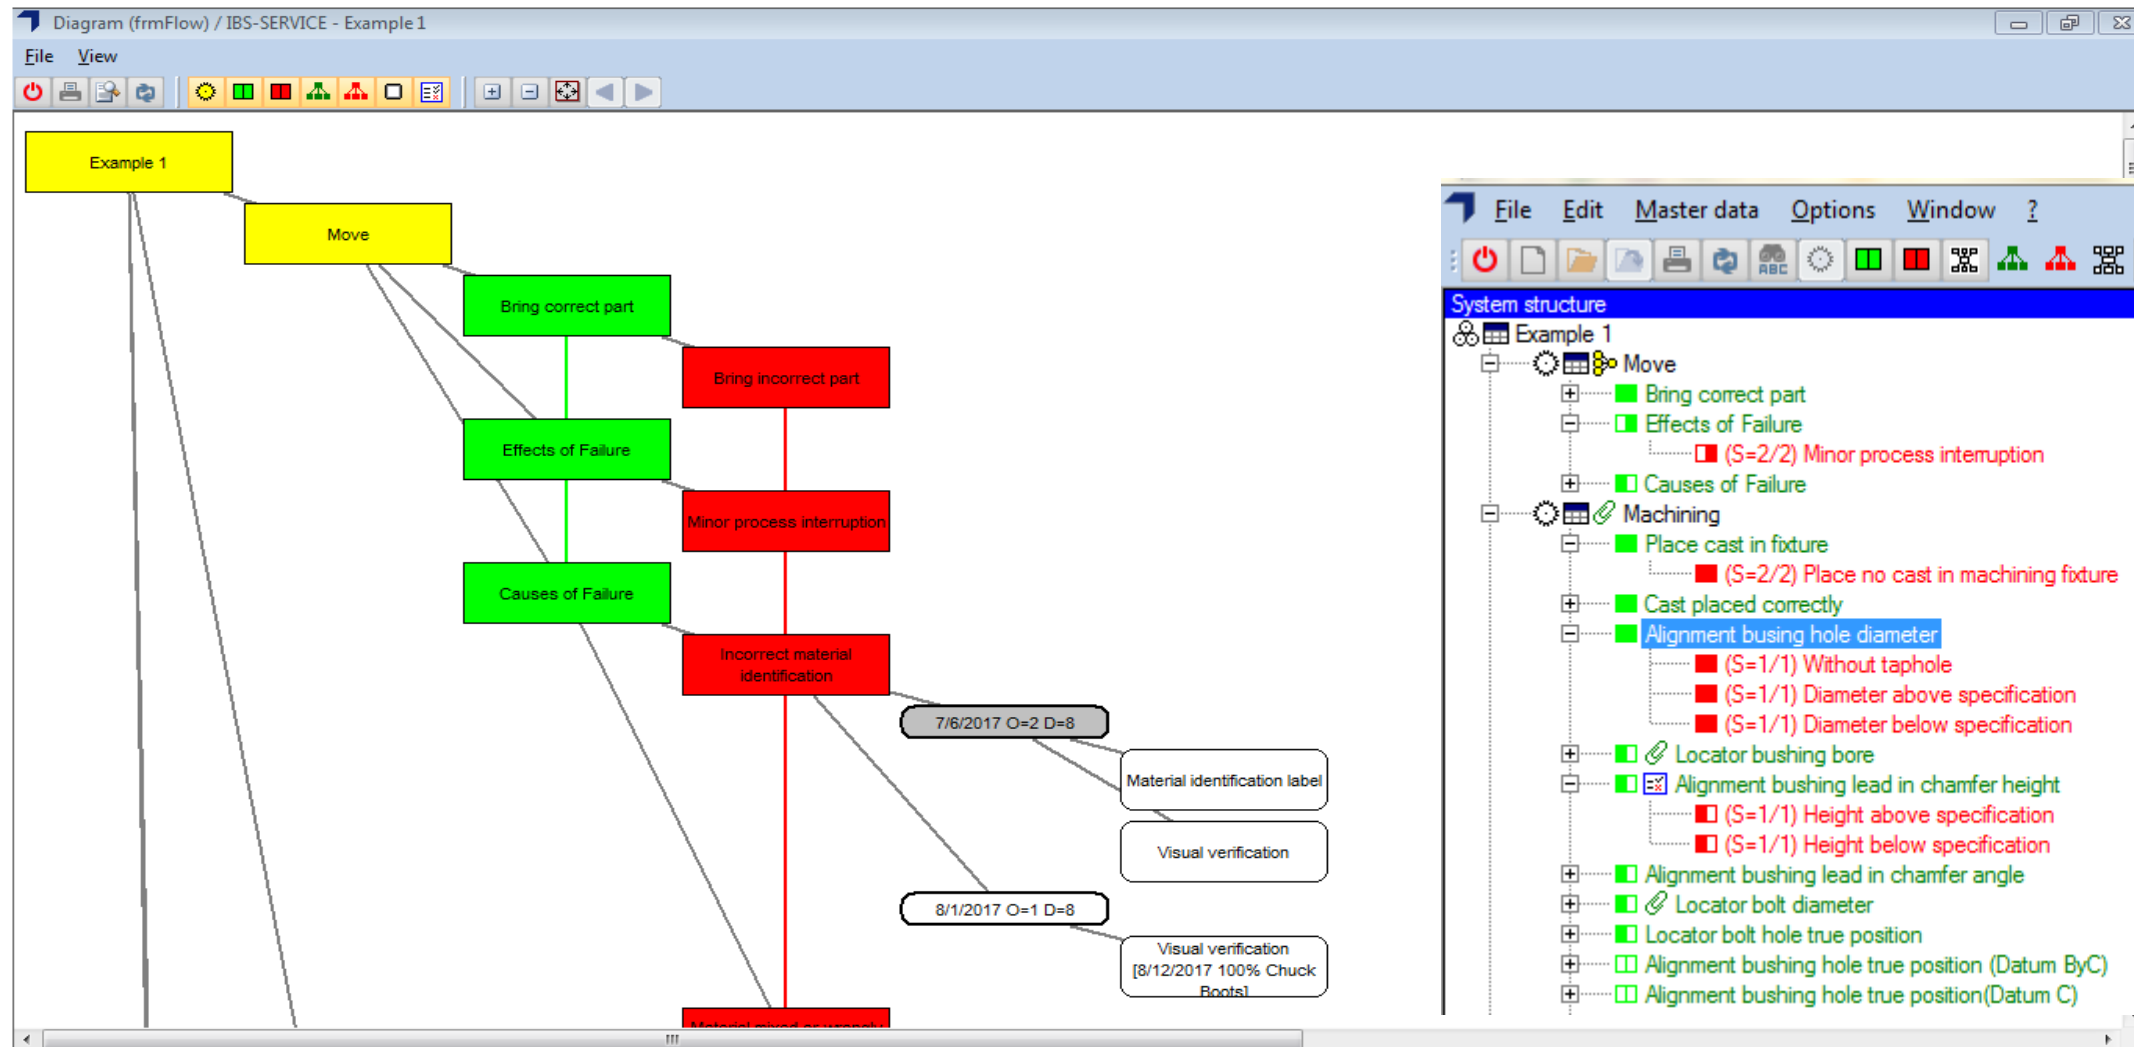 Diagram (frmFlow) / IBS-SERVICE - Example 1
File View
Example 1
Move
Bring correct part
Bring incorrect part
Effects of Failure
Minor process interruption
Causes of Failure
Incorrect material
identification
7/6/2017 O=2 D=8
Material identification label
Visual verification
8/1/2017 O=1 D=8
Visual verification
[8/12/2017 100% Chuck
Boots]
Material mixed or wrongly
File Edit Master data Options Window ?
ABC
System structure
Example 1
Move
Bring correct part
Effects of Failure
(S=2/2) Minor process interruption
Causes of Failure
Machining
Place cast in fixture
(S=2/2) Place no cast in machining fixture
Cast placed correctly
Alignment busing hole diameter
(S=1/1) Without taphole
(S=1/1) Diameter above specification
(S=1/1) Diameter below specification
Locator bushing bore
Alignment bushing lead in chamfer height
(S=1/1) Height above specification
(S=1/1) Height below specification
Alignment bushing lead in chamfer angle
Locator bolt diameter
Locator bolt hole true position
Alignment bushing hole true position (Datum ByC)
Alignment bushing hole true position(Datum C)